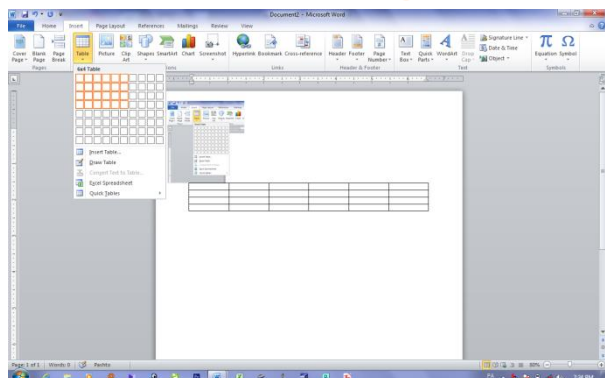 Document2 - Microsoft Word
File Home Insert Page Layout References Mailings Review View
Cover Page Blank Page Page Break Table Picture Clip Art Shapes SmartArt Chart Screenshot Hyperlink Bookmark Cross-reference Header Footer Page Number Text Box Quick Parts WordArt Drop Cap Signature Line Date & Time Object Equation Symbol
Pages Links Header & Footer Text Symbols
6x4 Table
Insert Table...
Draw Table
Convert Text to Table...
Excel Spreadsheet
Quick Tables
Page: 1 of 1 Words: 0 Pashto 80%